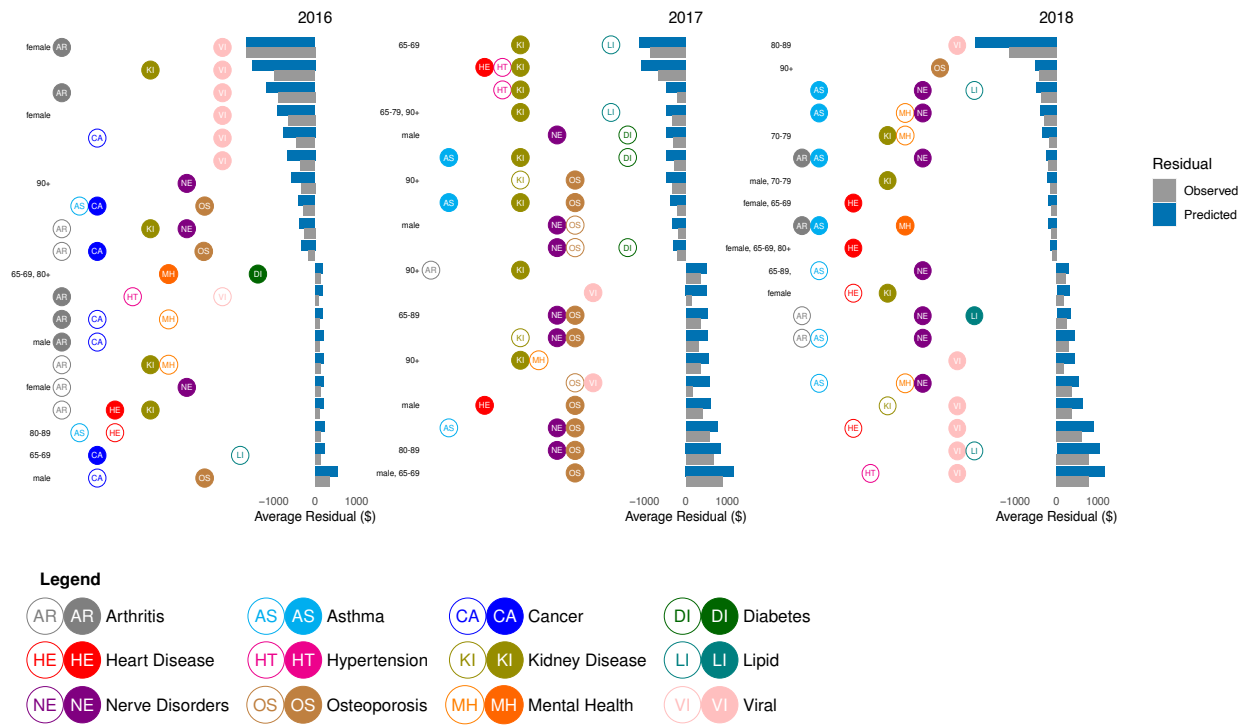 2016 2017 2018
female AR VI 65-69 KI LI 80-89 VI
KI VI HE HT KI 90+ OS
AR VI HT KI AS NE LI
female VI 65-79, 90+ KI LI AS MH NE
CA VI male NE DI 70-79 KI MH
VI AS KI DI AR AS NE
90+ NE 90+ KI OS male, 70-79 KI
AS CA OS AS KI OS female, 65-69 HE
AR KI NE male NE OS AR AS MH
AR CA OS NE OS DI female, 65-69, 80+ HE
65-69, 80+ MH DI 90+ AR KI 65-89, AS NE
AR HT VI VI female HE KI
AR CA MH 65-89 NE OS AR NE LI
male AR CA KI NE OS AR AS NE
AR KI MH 90+ KI MH VI
female AR NE OS VI AS MH NE
AR HE KI male HE OS KI VI
80-89 AS HE AS NE OS HE VI
65-69 CA LI 80-89 NE OS VI LI
male CA OS male, 65-69 OS HT VI
−1000 0 1000 −1000 0 1000 −1000 0 1000
Average Residual ($) Average Residual ($) Average Residual ($)
Residual
Observed
Predicted
Legend
AR AR Arthritis AS AS Asthma CA CA Cancer DI DI Diabetes
HE HE Heart Disease HT HT Hypertension KI KI Kidney Disease LI LI Lipid
NE NE Nerve Disorders OS OS Osteoporosis MH MH Mental Health VI VI Viral